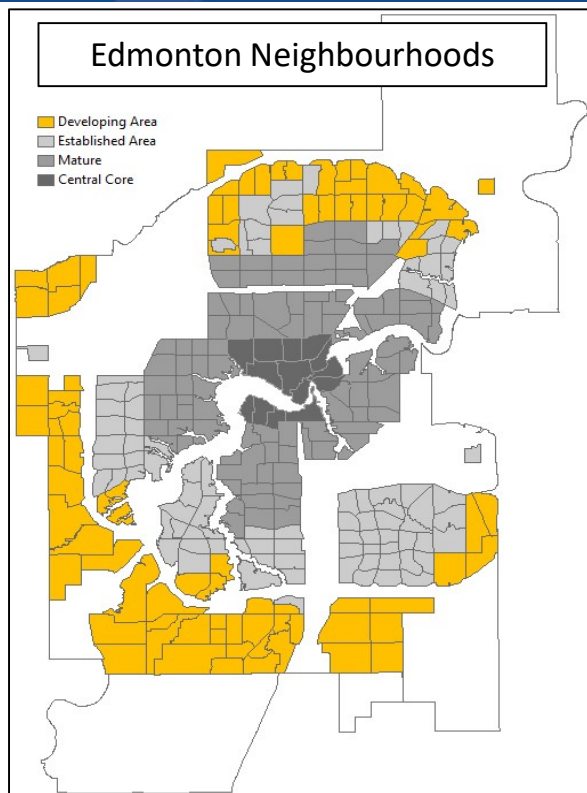 Edmonton Neighbourhoods
Developing Area
Established Area
Mature
Central Core